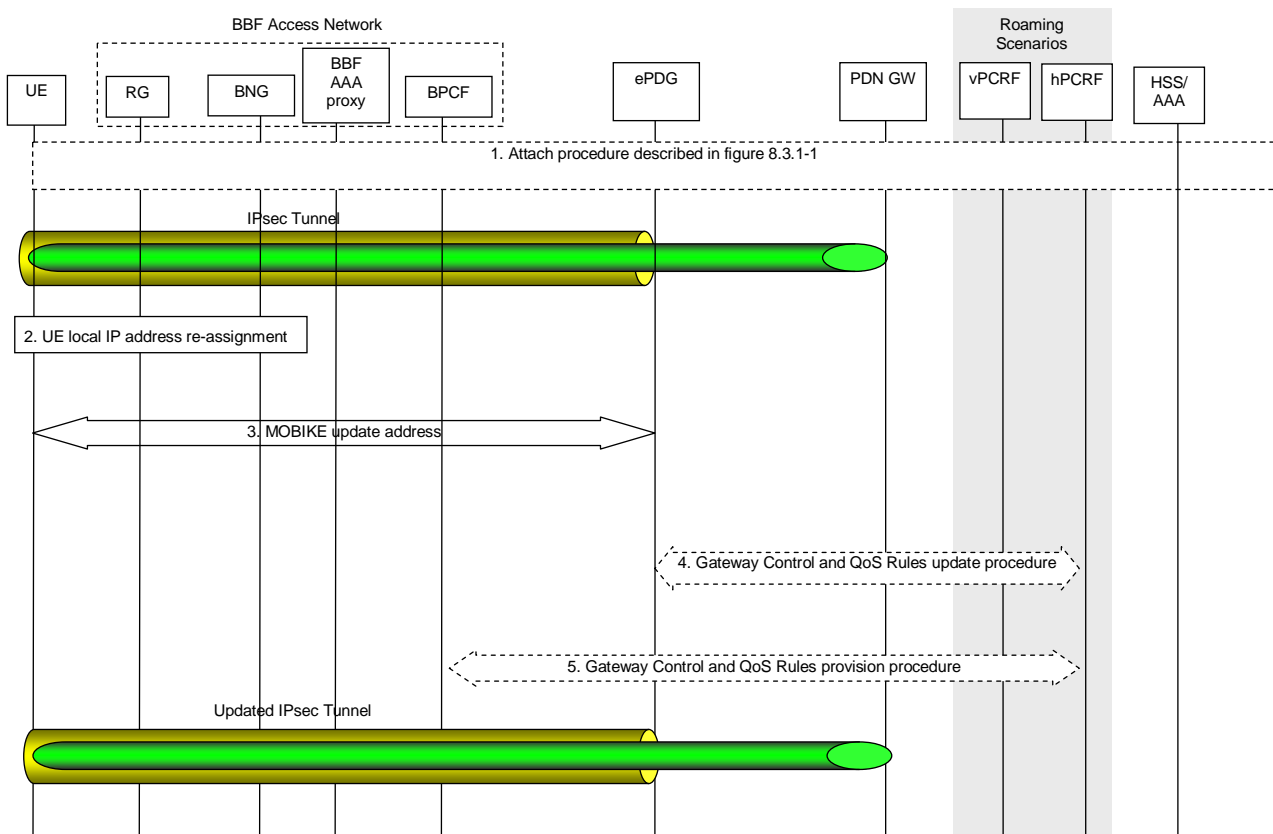 BBF Access Network
Roaming
Scenarios
UE
RG
BNG
BBF
AAA
proxy
BPCF
ePDG
PDN GW
vPCRF
hPCRF
HSS/
AAA
1. Attach procedure described in figure 8.3.1-1
IPsec Tunnel
2. UE local IP address re-assignment
3. MOBIKE update address
4. Gateway Control and QoS Rules update procedure
5. Gateway Control and QoS Rules provision procedure
Updated IPsec Tunnel